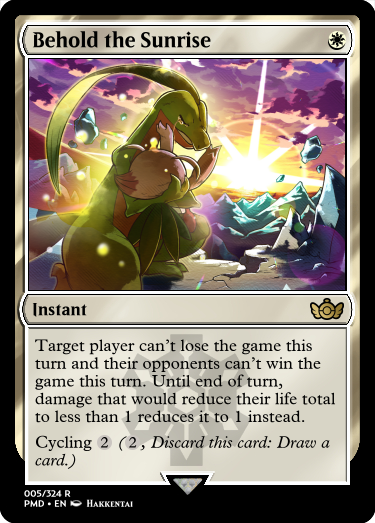 Behold the Sunrise
Instant
Target player can't lose the game this
turn and their opponents can't win the
game this turn. Until end of turn,
damage that would reduce their life total
to less than 1 reduces it to 1 instead.
Cycling 2 (2, Discard this card: Draw a
card.)
005/324 R
PMD • EN HAKKENTAI